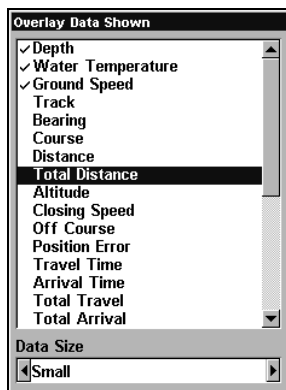 Overlay Data Shown
✓Depth
✓Water Temperature
✓Ground Speed
Track
Bearing
Course
Distance
Total Distance
Altitude
Closing Speed
Off Course
Position Error
Travel Time
Arrival Time
Total Travel
Total Arrival
Data Size
Small